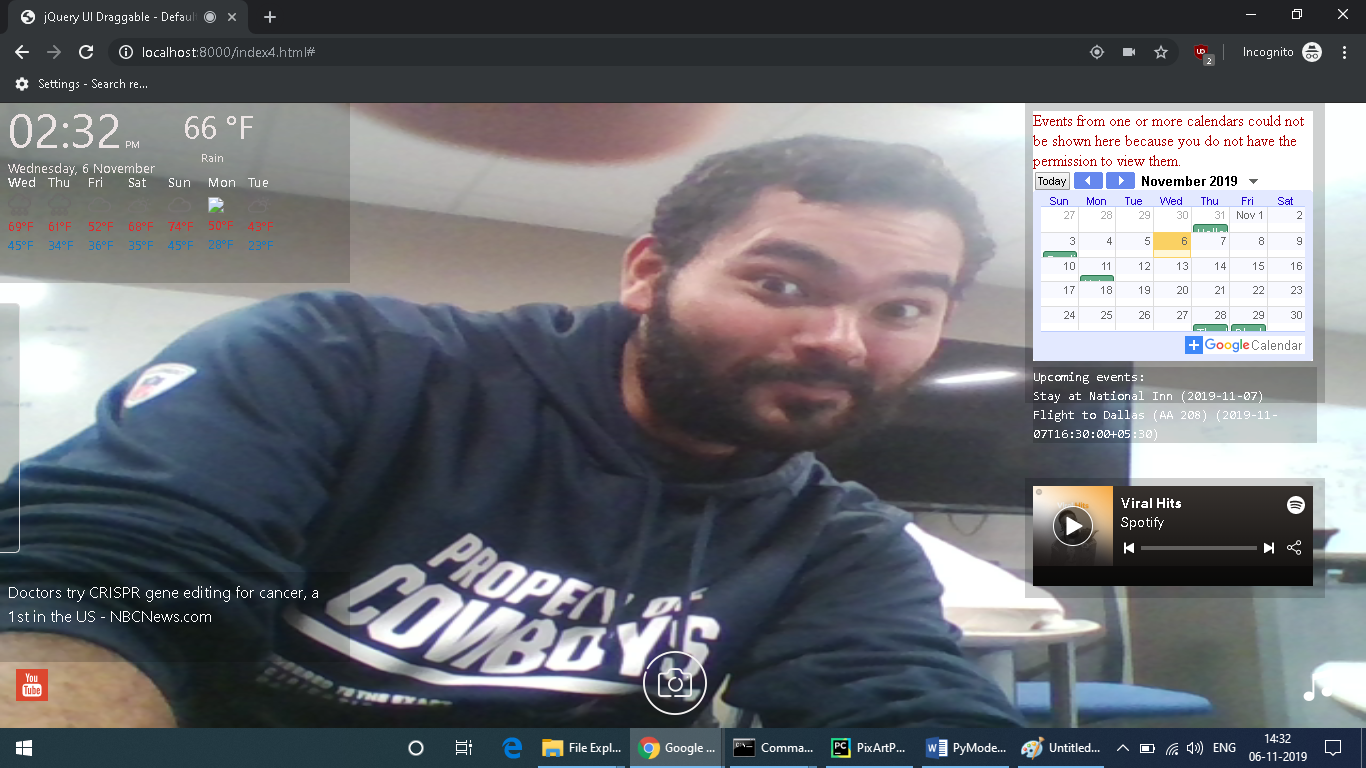 jQuery UI Draggable - Defaul
localhost:8000/index4.html#
UD
2
Incognito
Settings - Search re...
02:32 PM
66 °F
Rain
Wednesday, 6 November
Wed Thu Fri Sat Sun Mon Tue
69°F 61°F 52°F 68°F 74°F 50°F 43°F
45°F 34°F 36°F 35°F 45°F 28°F 23°F
Events from one or more calendars could not
be shown here because you do not have the
permission to view them.
Today November 2019
Sun Mon Tue Wed Thu Fri Sat
27 28 29 30 31 Nov 1 2
3 4 5 6 7 8 9
10 11 12 13 14 15 16
17 18 19 20 21 22 23
24 25 26 27 28 29 30
Google Calendar
Upcoming events:
Stay at National Inn (2019-11-07)
Flight to Dallas (AA 208) (2019-11-
07T16:30:00+05:30)
Viral Hits
Spotify
PROPERTY OF
COWBOYS
Doctors try CRISPR gene editing for cancer, a
1st in the US - NBCNews.com
You
Tube
File Expl...
Google ...
Comma...
PC
PixArtP...
PyMode...
Untitled...
ENG
14:32
06-11-2019